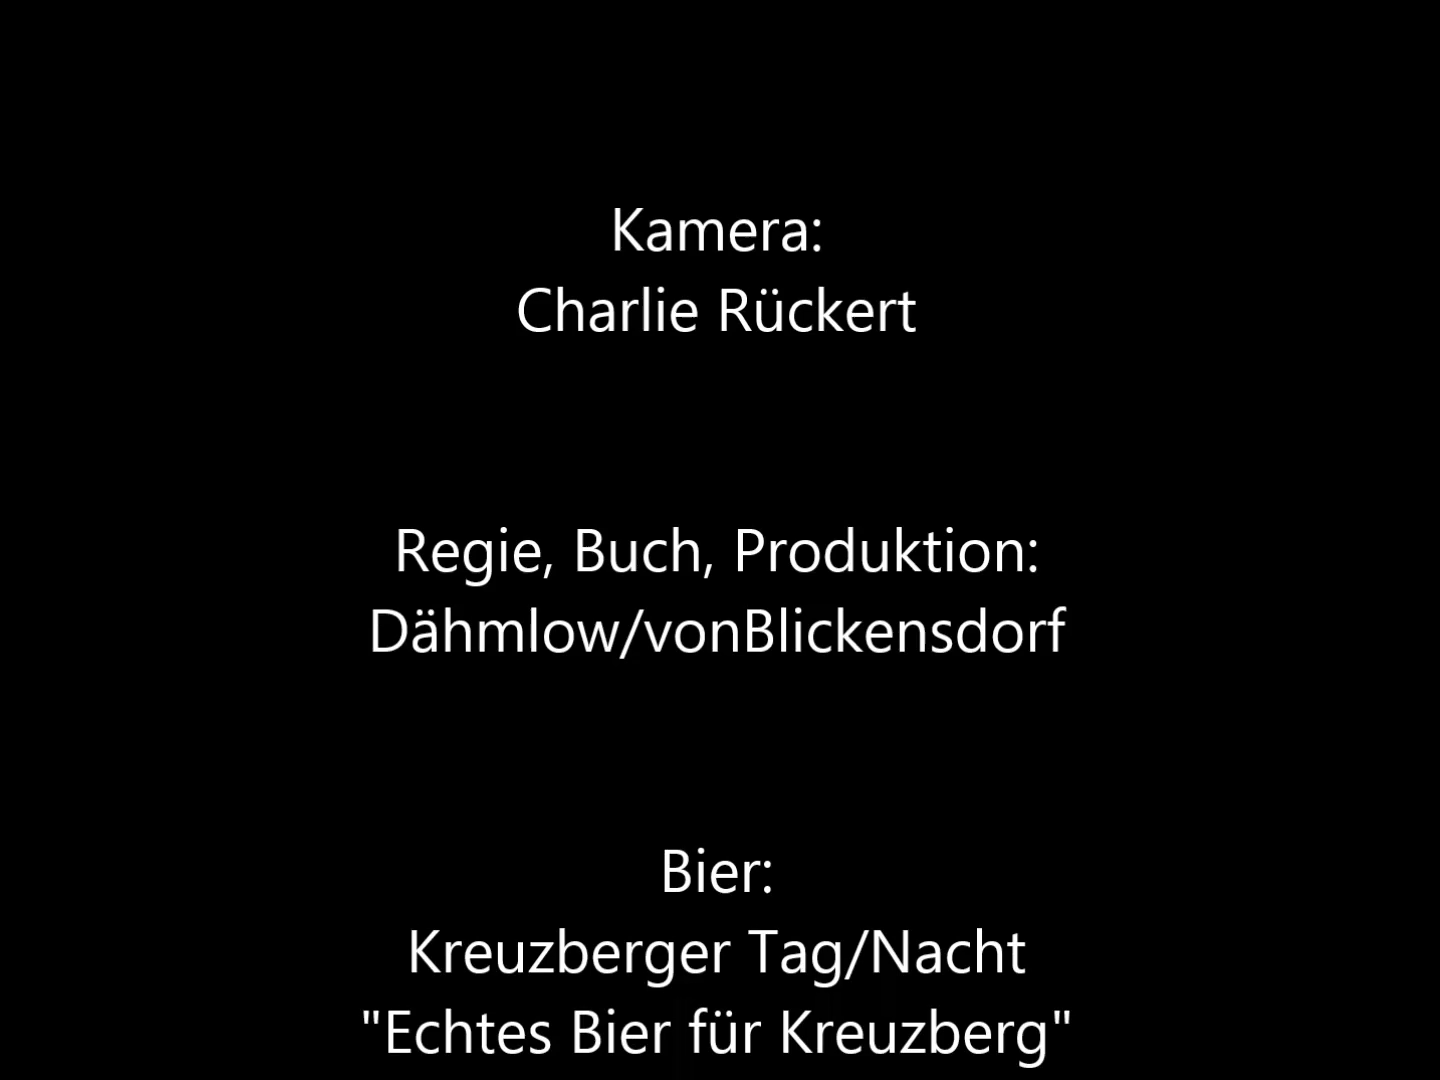 Kamera:
Charlie Rückert
Regie, Buch, Produktion:
Dähmlow/vonBlickensdorf
Bier:
Kreuzberger Tag/Nacht
"Echtes Bier für Kreuzberg"